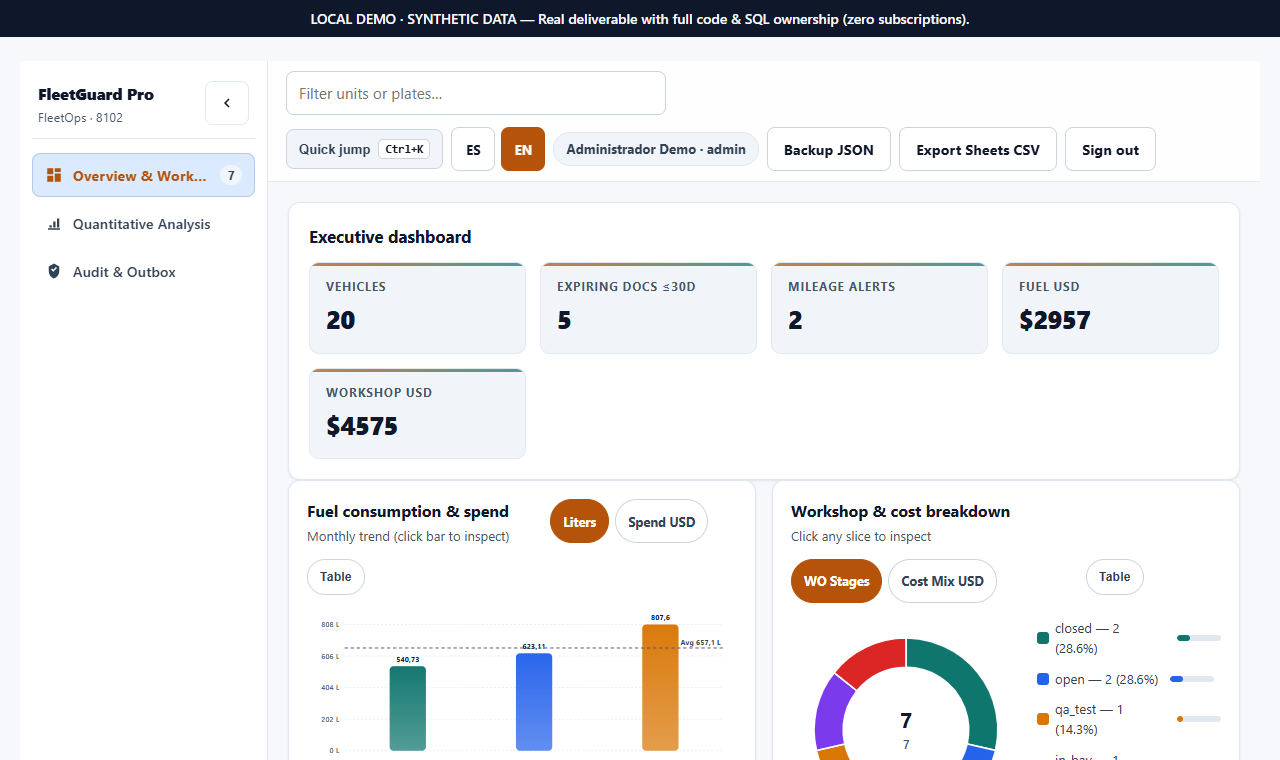 LOCAL DEMO · SYNTHETIC DATA — Real deliverable with full code & SQL ownership (zero subscriptions).
FleetGuard Pro
FleetOps · 8102
Overview & Work... 7
Quantitative Analysis
Audit & Outbox
Filter units or plates...
Quick jump Ctrl+K ES EN Administrador Demo · admin Backup JSON Export Sheets CSV Sign out
Executive dashboard
VEHICLES
20
EXPIRING DOCS ≤30D
5
MILEAGE ALERTS
2
FUEL USD
$2957
WORKSHOP USD
$4575
Fuel consumption & spend
Monthly trend (click bar to inspect)
Liters Spend USD
Table
808 L
606 L
404 L
202 L
0 L
540,73
623,11
807,6
Avg 657,1 L
Workshop & cost breakdown
Click any slice to inspect
WO Stages Cost Mix USD Table
7
7
closed — 2
(28.6%)
open — 2 (28.6%)
qa_test — 1
(14.3%)
in_bay — 1